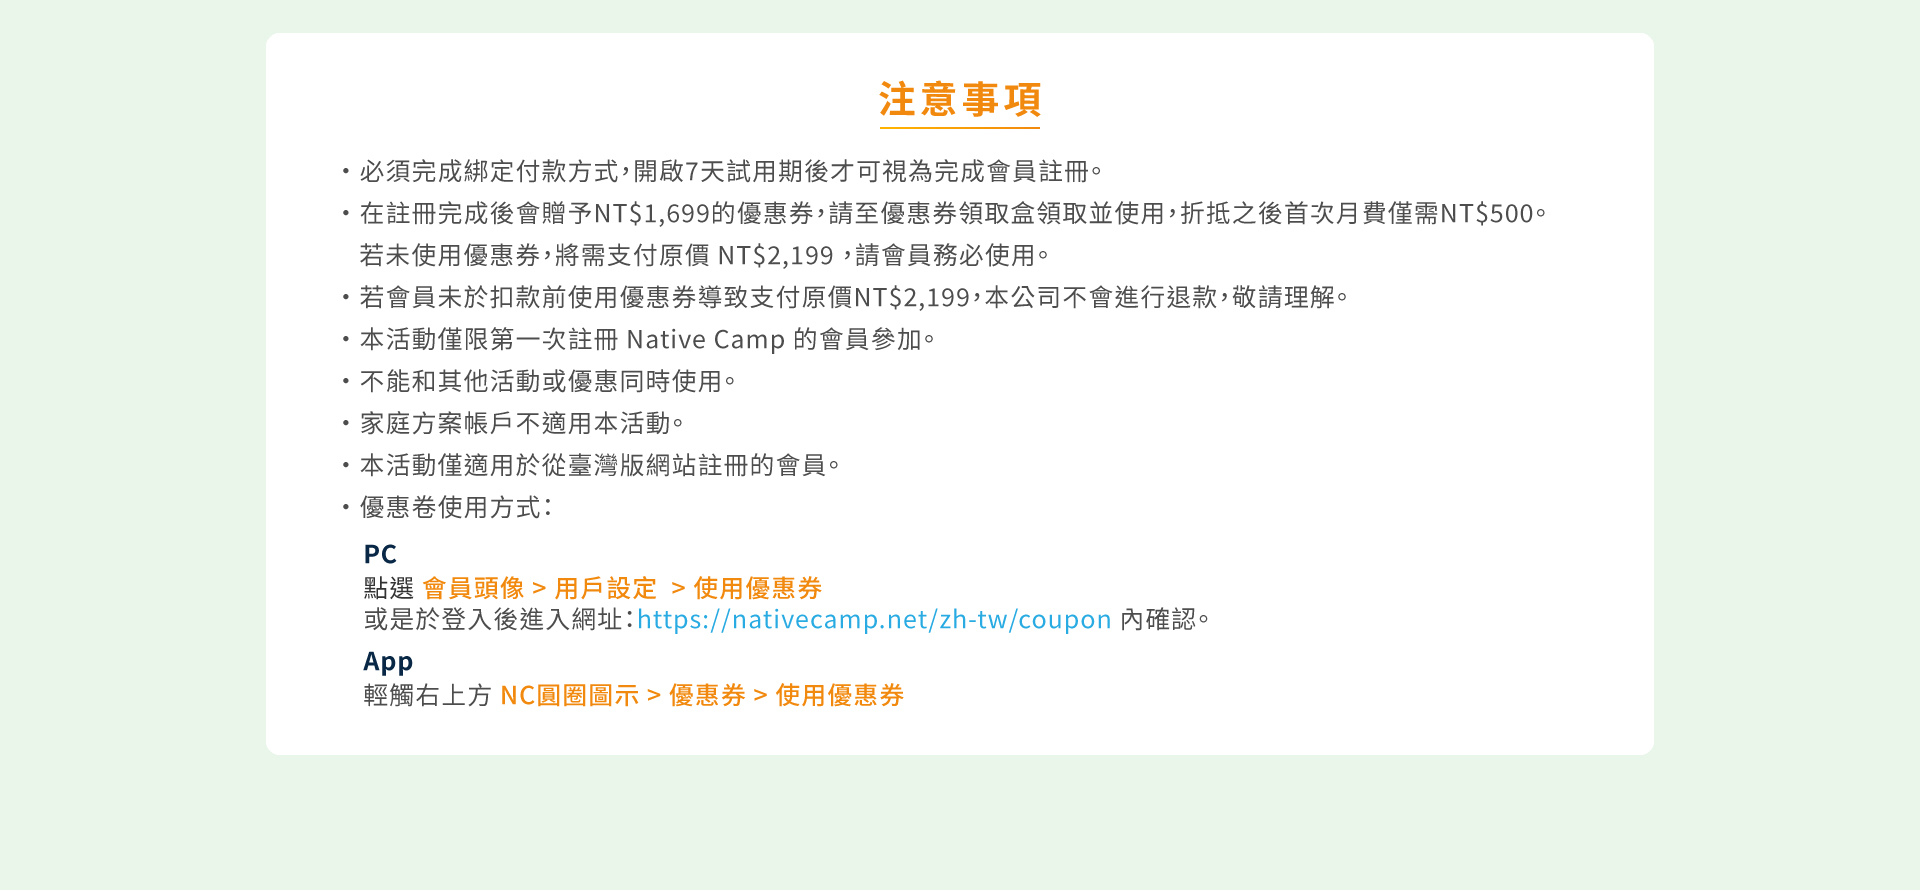 注意事項
・必須完成綁定付款方式，開啟7天試用期後才可視為完成會員註冊。
・在註冊完成後會贈予NT$1,699的優惠券，請至優惠券領取盒領取並使用，折抵之後首次月費僅需NT$500。
若未使用優惠券，將需支付原價 NT$2,199 ，請會員務必使用。
・若會員未於扣款前使用優惠券導致支付原價NT$2,199，本公司不會進行退款，敬請理解。
・本活動僅限第一次註冊 Native Camp 的會員參加。
・不能和其他活動或優惠同時使用。
・家庭方案帳戶不適用本活動。
・本活動僅適用於從臺灣版網站註冊的會員。
・優惠卷使用方式：
PC
點選 會員頭像 > 用戶設定 > 使用優惠券
或是於登入後進入網址：https://nativecamp.net/zh-tw/coupon 內確認。
App
輕觸右上方 NC圓圈圖示 > 優惠券 > 使用優惠券